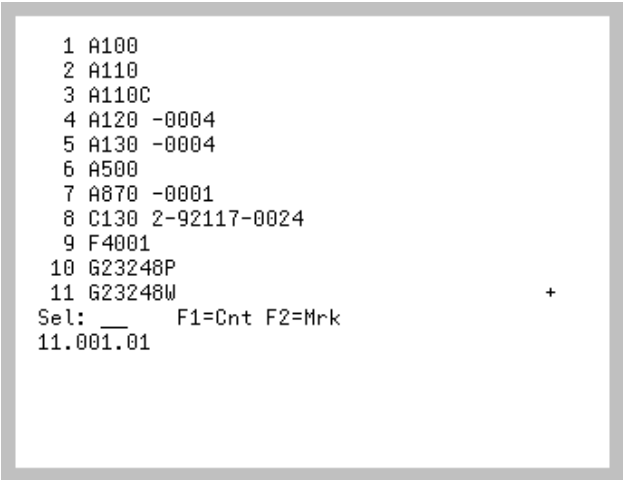 1 A100
2 A110
3 A110C
4 A120 -0004
5 A130 -0004
6 A500
7 A870 -0001
8 C130 2-92117-0024
9 F4001
10 G23248P
11 G23248W +
Sel: __ F1=Cnt F2=Mrk
11.001.01